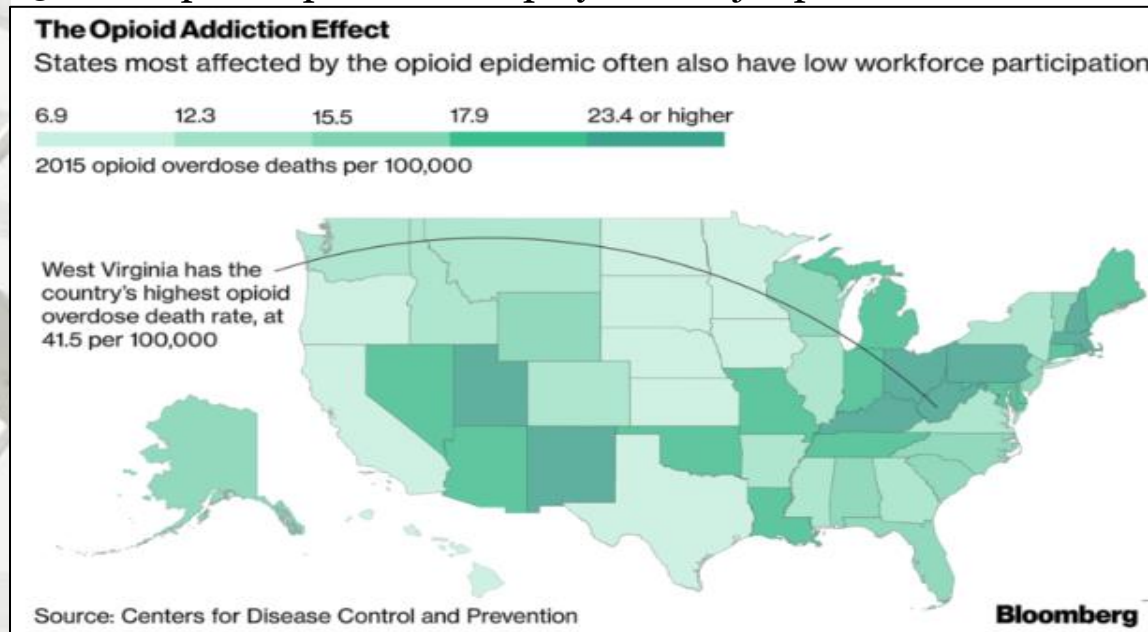 The Opioid Addiction Effect
States most affected by the opioid epidemic often also have low workforce participation
6.9 12.3 15.5 17.9 23.4 or higher
2015 opioid overdose deaths per 100,000
West Virginia has the
country's highest opioid
overdose death rate, at
41.5 per 100,000
Source: Centers for Disease Control and Prevention
Bloomberg